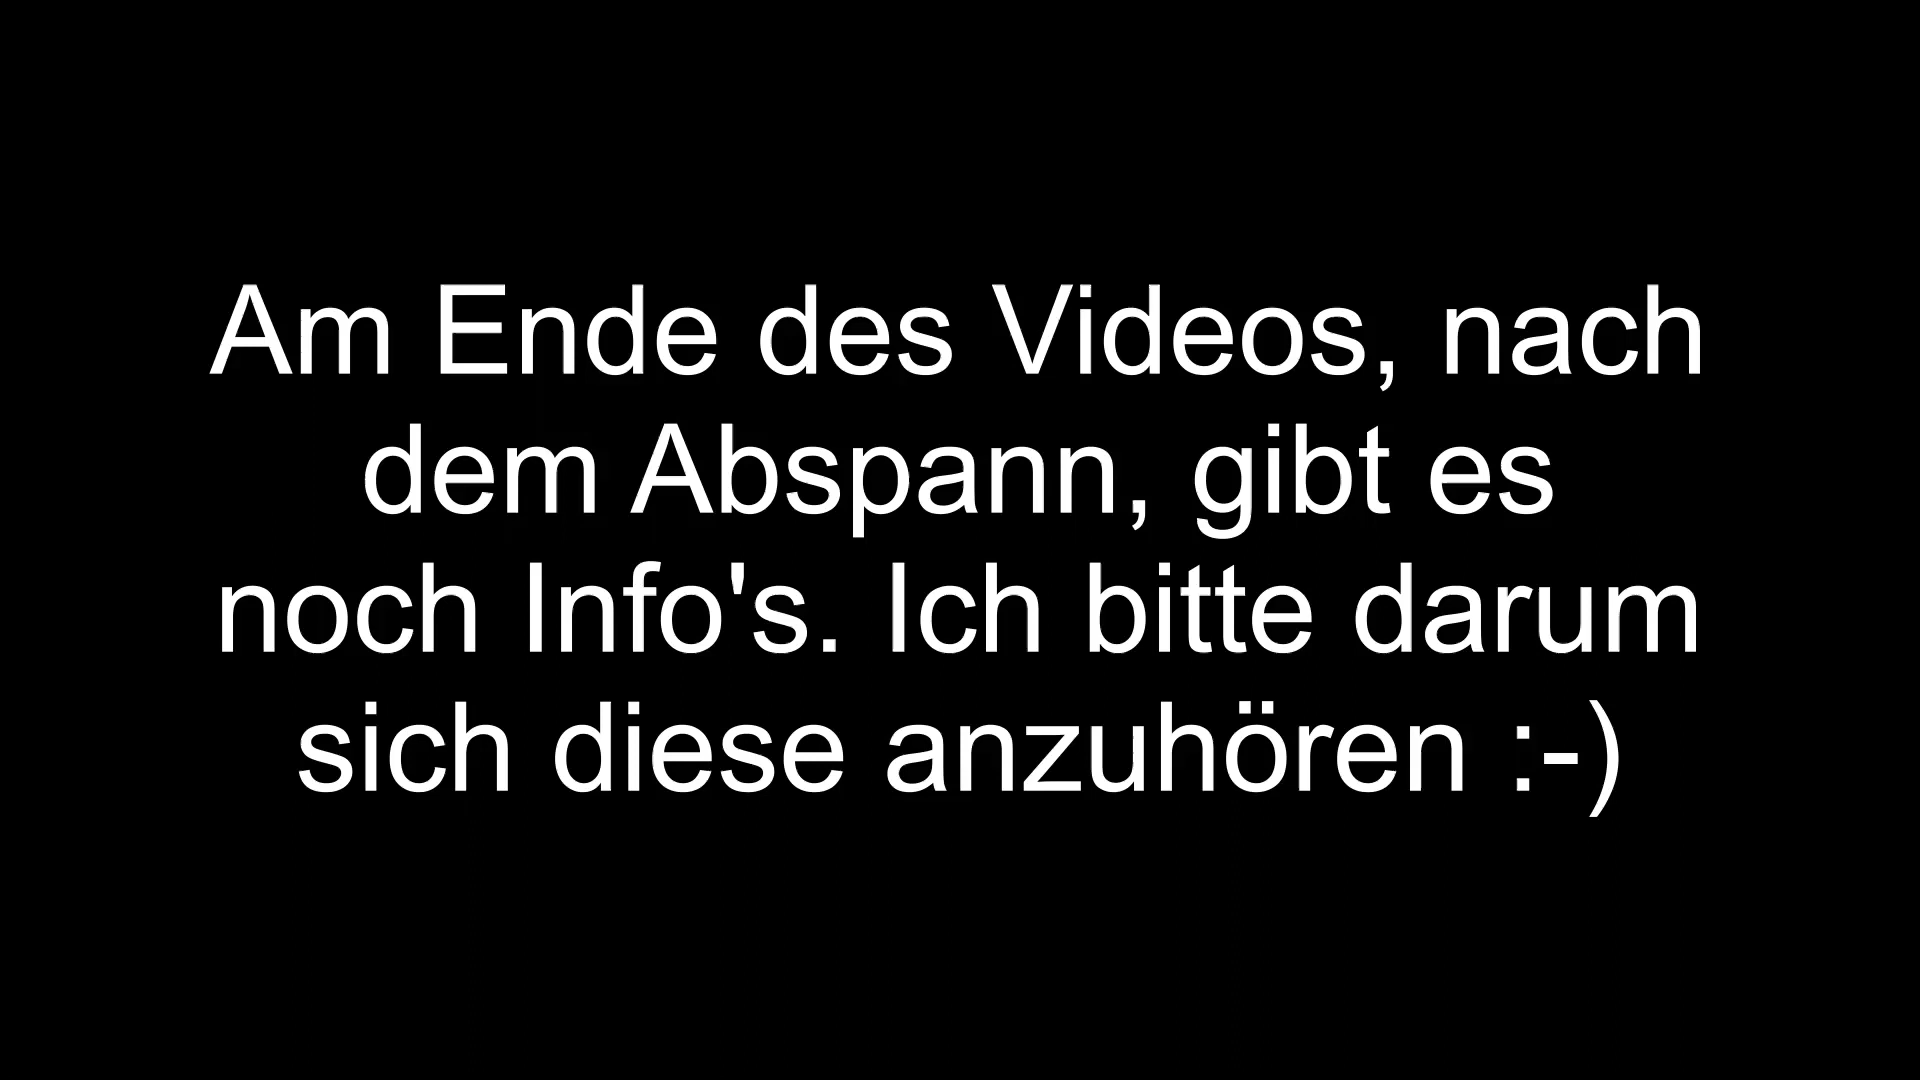 Am Ende des Videos, nach
dem Abspann, gibt es
noch Info's. Ich bitte darum
sich diese anzuhören :-)